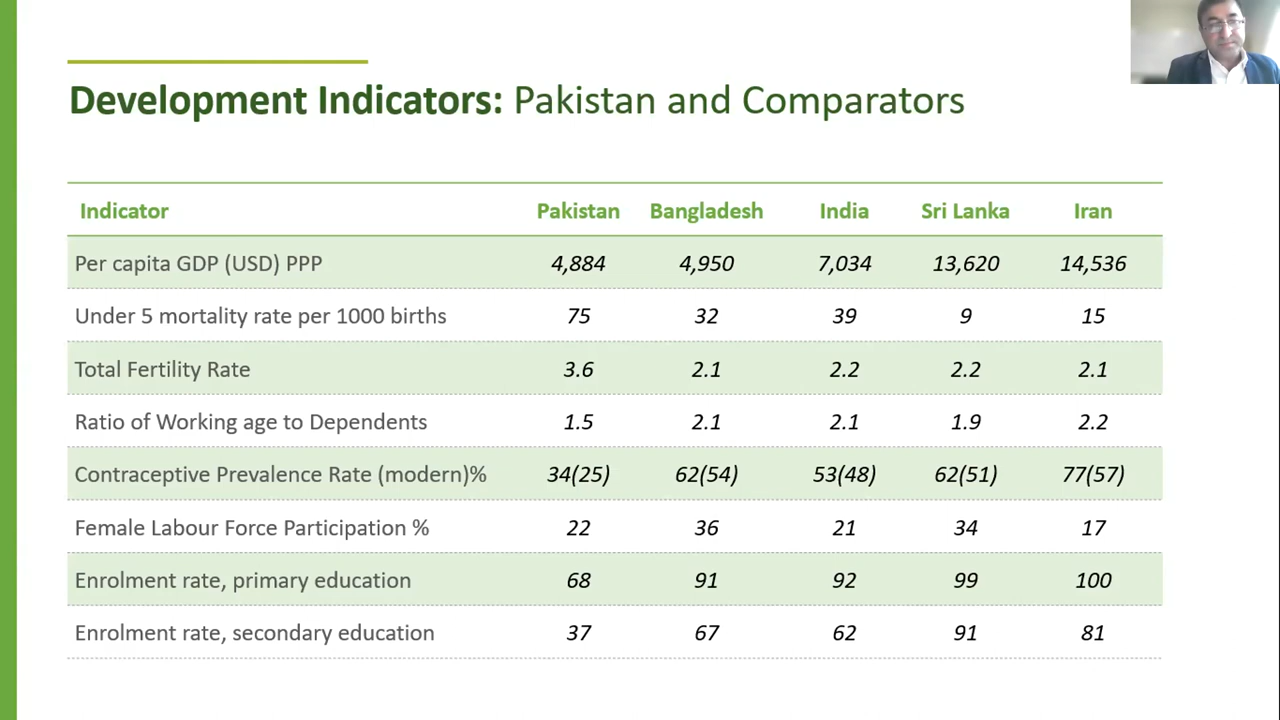 Development Indicators: Pakistan and Comparators
Indicator Pakistan Bangladesh India Sri Lanka Iran
Per capita GDP (USD) PPP 4,884 4,950 7,034 13,620 14,536
Under 5 mortality rate per 1000 births 75 32 39 9 15
Total Fertility Rate 3.6 2.1 2.2 2.2 2.1
Ratio of Working age to Dependents 1.5 2.1 2.1 1.9 2.2
Contraceptive Prevalence Rate (modern)% 34(25) 62(54) 53(48) 62(51) 77(57)
Female Labour Force Participation % 22 36 21 34 17
Enrolment rate, primary education 68 91 92 99 100
Enrolment rate, secondary education 37 67 62 91 81